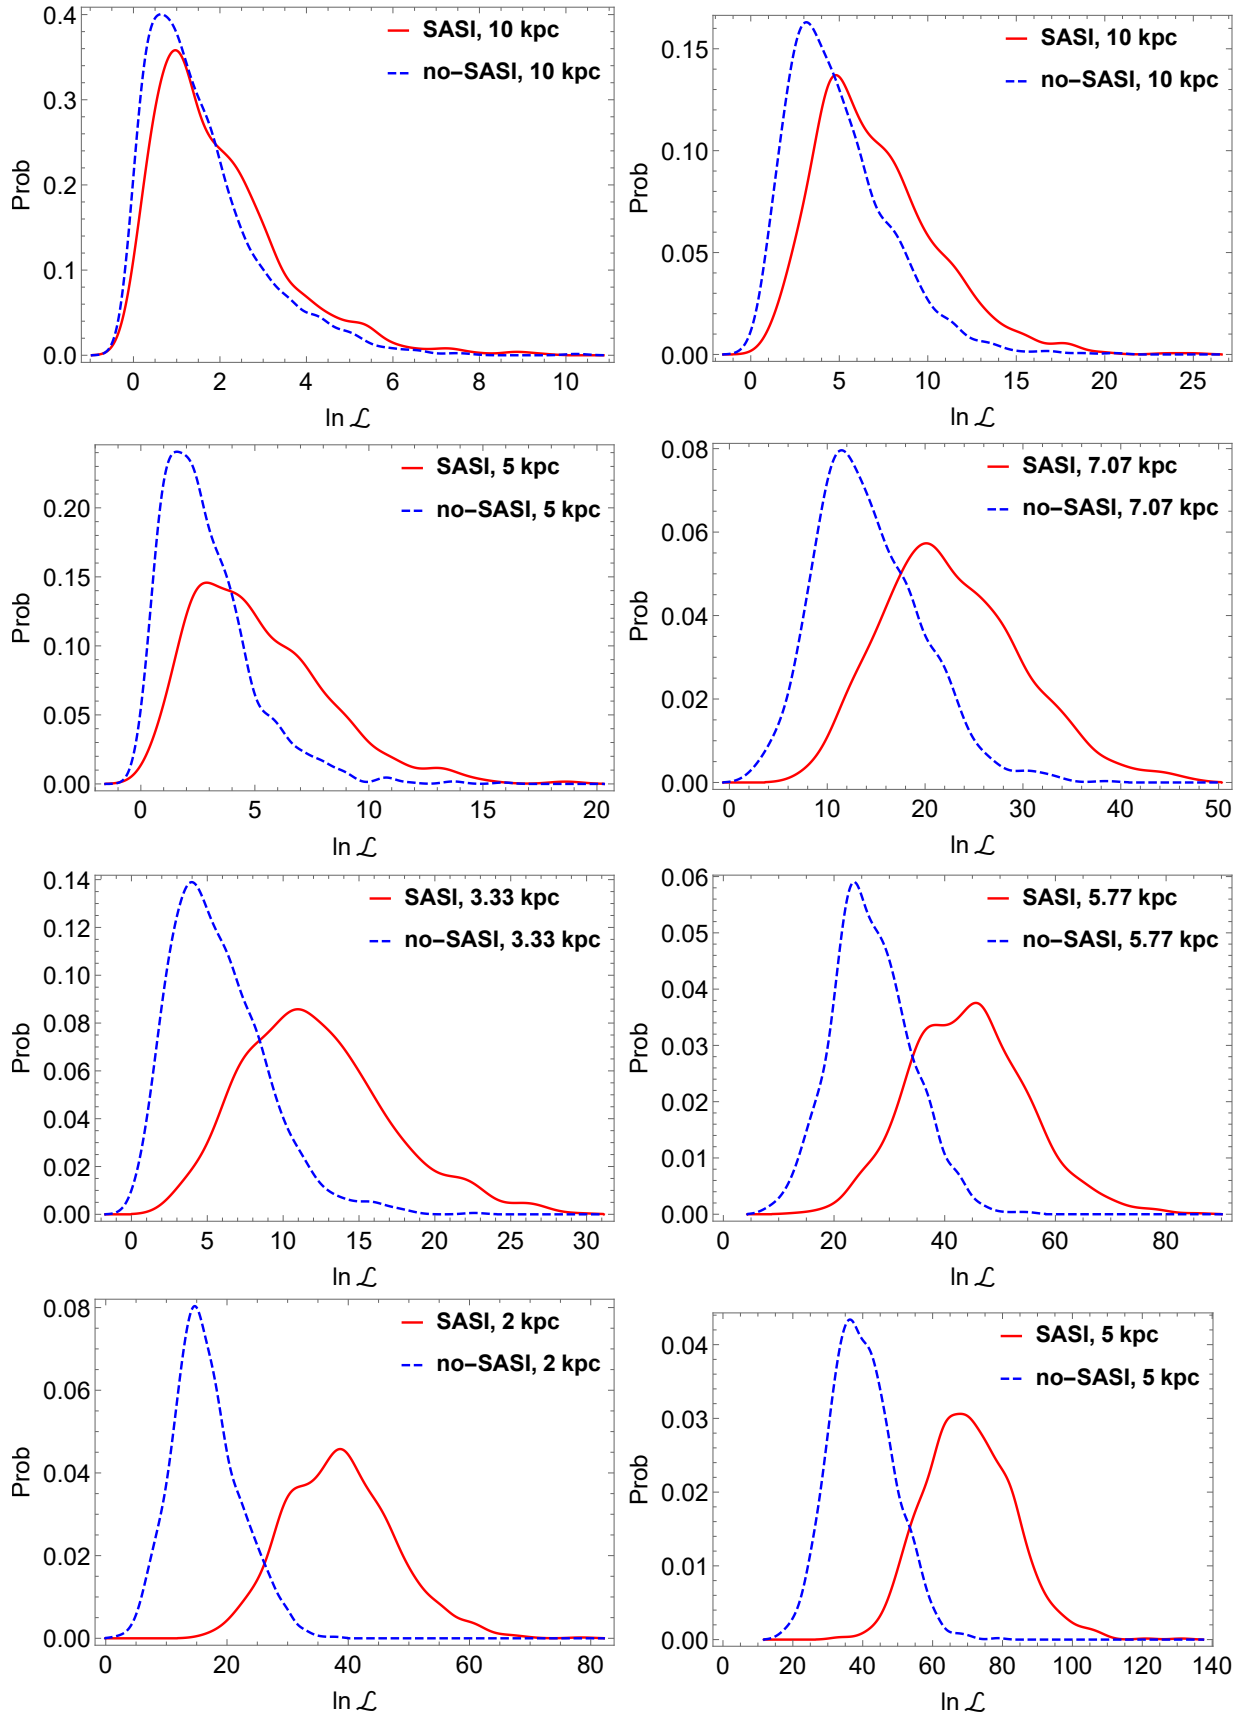 SASI, 10 kpc
no-SASI, 10 kpc
0.4
0.3
0.2
0.1
0.0
Prob
0 2 4 6 8 10
ln ℒ
SASI, 10 kpc
no-SASI, 10 kpc
0.15
0.10
0.05
0.00
Prob
0 5 10 15 20 25
ln ℒ
SASI, 5 kpc
no-SASI, 5 kpc
0.20
0.15
0.10
0.05
0.00
Prob
0 5 10 15 20
ln ℒ
SASI, 7.07 kpc
no-SASI, 7.07 kpc
0.08
0.06
0.04
0.02
0.00
Prob
0 10 20 30 40 50
ln ℒ
SASI, 3.33 kpc
no-SASI, 3.33 kpc
0.14
0.12
0.10
0.08
0.06
0.04
0.02
0.00
Prob
0 5 10 15 20 25 30
ln ℒ
SASI, 5.77 kpc
no-SASI, 5.77 kpc
0.06
0.05
0.04
0.03
0.02
0.01
0.00
Prob
0 20 40 60 80
ln ℒ
SASI, 2 kpc
no-SASI, 2 kpc
0.08
0.06
0.04
0.02
0.00
Prob
0 20 40 60 80
ln ℒ
SASI, 5 kpc
no-SASI, 5 kpc
0.04
0.03
0.02
0.01
0.00
Prob
0 20 40 60 80 100 120 140
ln ℒ